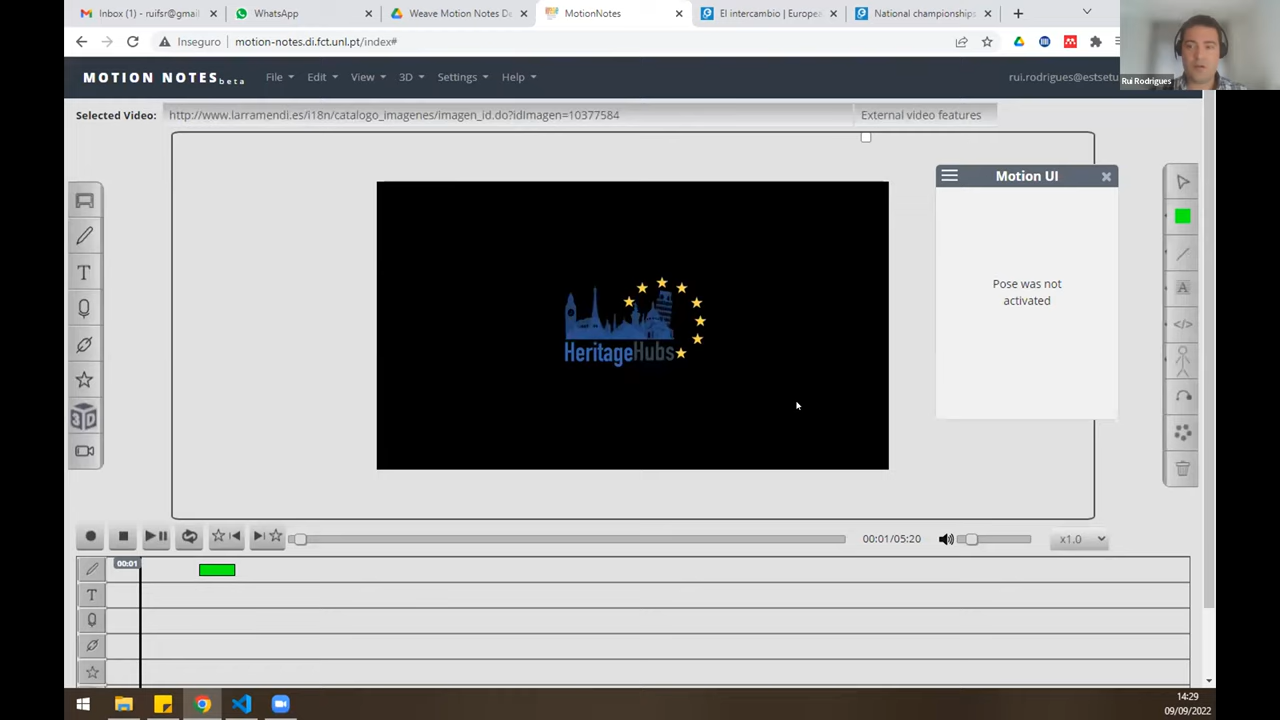 Inbox (1) - ruifsr@gmail
WhatsApp
Weave Motion Notes De
MotionNotes
El intercambio | Europea
National championships
Inseguro
motion-notes.di.fct.unl.pt/index#
Rui Rodrigues
MOTION NOTES beta
File
Edit
View
3D
Settings
Help
rui.rodrigues@estsetu
Selected Video:
http://www.larramendi.es/i18n/catalogo_imagenes/imagen_id.do?idImagen=10377584
External video features
Motion UI
Pose was not
activated
HeritageHubs
T
3D
A
</>
00:01/05:20
x1.0
00:01
T
14:29
09/09/2022